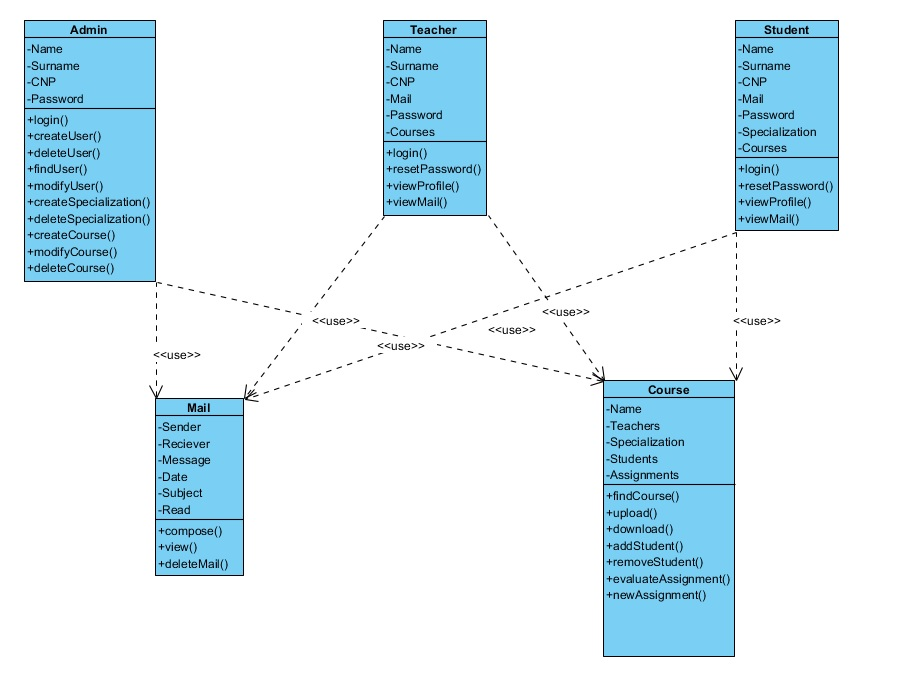 Admin
-Name
-Surname
-CNP
-Password
+login()
+createUser()
+deleteUser()
+findUser()
+modifyUser()
+createSpecialization()
+deleteSpecialization()
+createCourse()
+modifyCourse()
+deleteCourse()
Teacher
-Name
-Surname
-CNP
-Mail
-Password
-Courses
+login()
+resetPassword()
+viewProfile()
+viewMail()
Student
-Name
-Surname
-CNP
-Mail
-Password
-Specialization
-Courses
+login()
+resetPassword()
+viewProfile()
+viewMail()
<<use>>
<<use>>
<<use>>
<<use>>
<<use>>
<<use>>
Mail
-Sender
-Reciever
-Message
-Date
-Subject
-Read
+compose()
+view()
+deleteMail()
Course
-Name
-Teachers
-Specialization
-Students
-Assignments
+findCourse()
+upload()
+download()
+addStudent()
+removeStudent()
+evaluateAssignment()
+newAssignment()